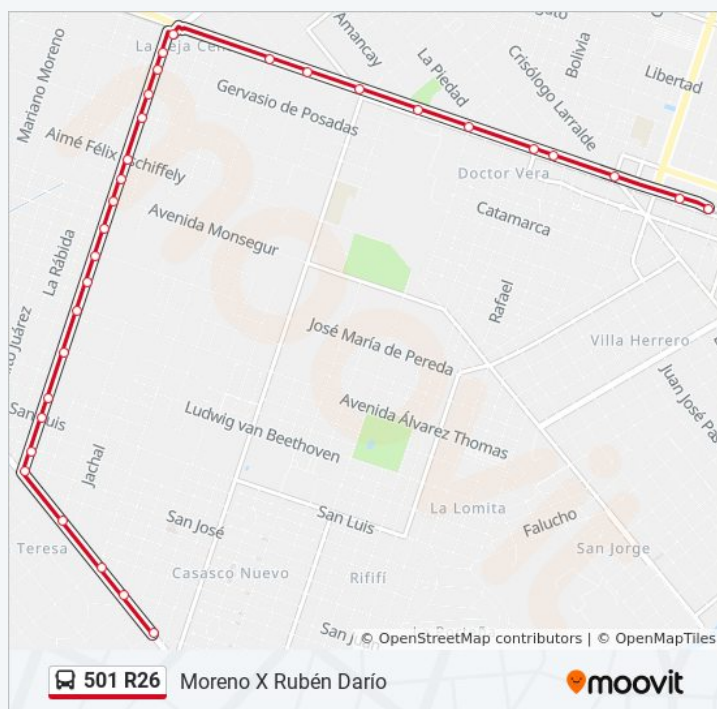 La Reja Cen
Amancay
La Piedad
Crisólogo Larralde
Bolivia
Libertad
Mariano Moreno
Gervasio de Posadas
Aimé Félix
schiffely
Doctor Vera
Catamarca
Avenida Monsegur
La Rábida
Rafael
José María de Pereda
Villa Herrero
Juárez
Juan José Pa
Avenida Álvarez Thomas
San Luis
Ludwig van Beethoven
Jachal
La Lomita
San Luis
Falucho
San José
Teresa
San Jorge
Casasco Nuevo
Rififí
San Juan
moovit
© OpenStreetMap contributors | © OpenMapTiles
501 R26 Moreno X Rubén Darío
moovit